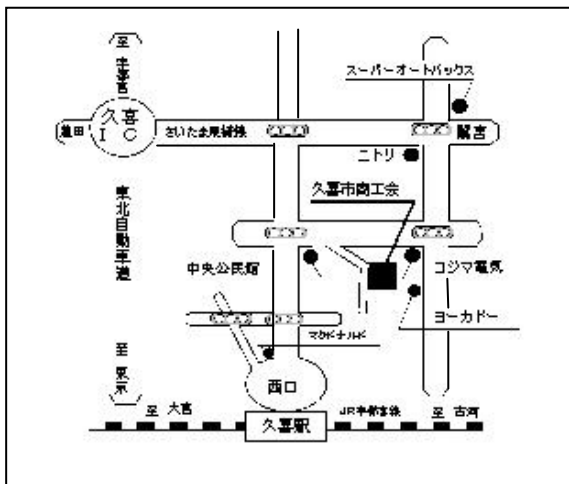 至
宇都宮
スーパーオートバックス
久喜
IC
さいたま栗橋線
鷲宮
ニトリ
久喜市商工会
東北自動車道
中央公民館
コジマ電気
ヨーカドー
マクドナルド
至
東京
西口
至 大宮
久喜駅
JR宇都宮線
至 古河